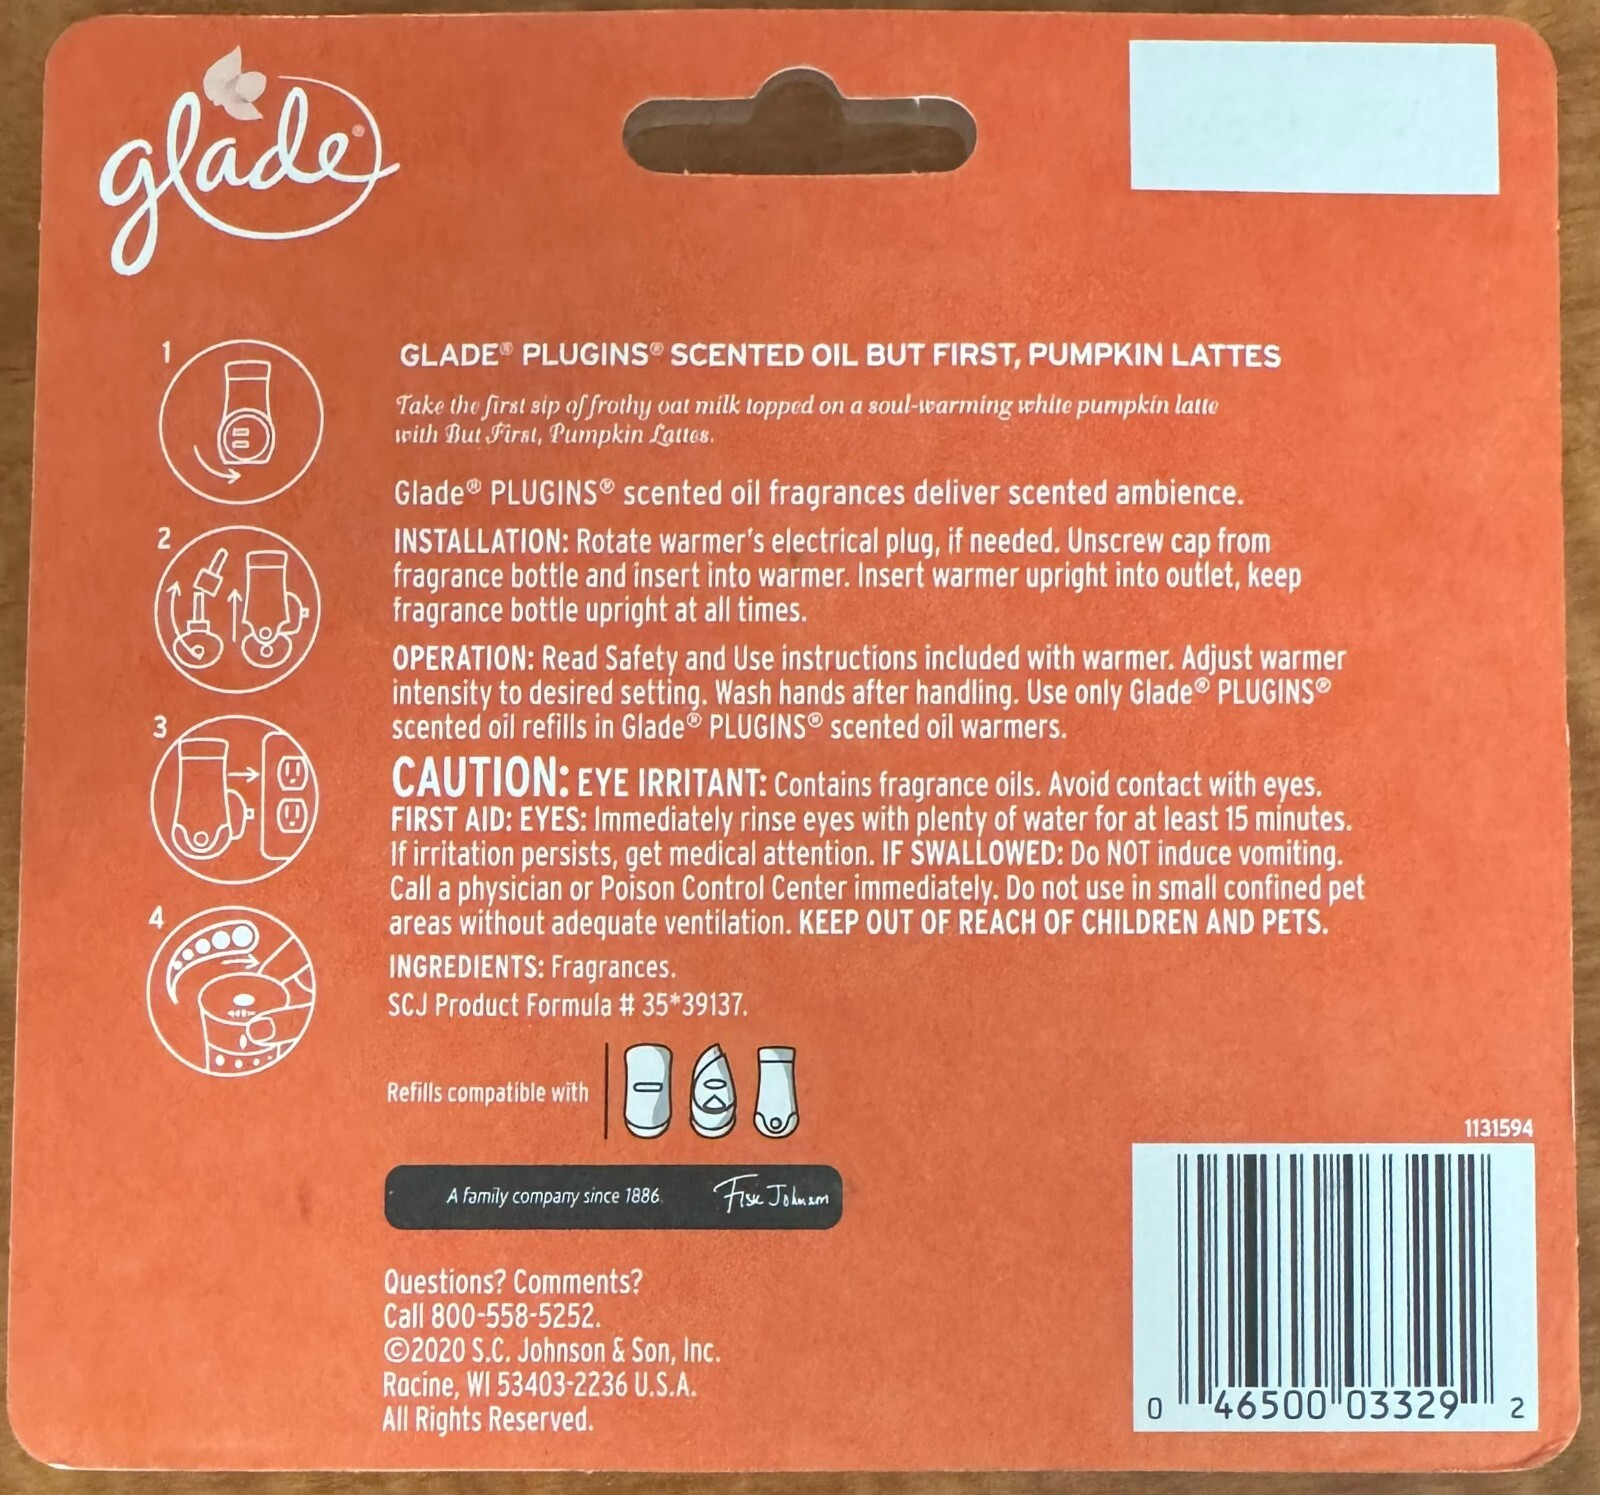 glade®
1
2
3
4
GLADE® PLUGINS® SCENTED OIL BUT FIRST, PUMPKIN LATTES
Take the first sip of frothy oat milk topped on a soul-warming white pumpkin latte
with But First, Pumpkin Lattes.
Glade® PLUGINS® scented oil fragrances deliver scented ambience.
INSTALLATION: Rotate warmer's electrical plug, if needed. Unscrew cap from
fragrance bottle and insert into warmer. Insert warmer upright into outlet, keep
fragrance bottle upright at all times.
OPERATION: Read Safety and Use instructions included with warmer. Adjust warmer
intensity to desired setting. Wash hands after handling. Use only Glade® PLUGINS®
scented oil refills in Glade® PLUGINS® scented oil warmers.
CAUTION: EYE IRRITANT: Contains fragrance oils. Avoid contact with eyes.
FIRST AID: EYES: Immediately rinse eyes with plenty of water for at least 15 minutes.
If irritation persists, get medical attention. IF SWALLOWED: Do NOT induce vomiting.
Call a physician or Poison Control Center immediately. Do not use in small confined pet
areas without adequate ventilation. KEEP OUT OF REACH OF CHILDREN AND PETS.
INGREDIENTS: Fragrances.
SCJ Product Formula # 35*39137.
Refills compatible with
A family company since 1886. Fisk Johnson
Questions? Comments?
Call 800-558-5252.
©2020 S.C. Johnson & Son, Inc.
Racine, WI 53403-2236 U.S.A.
All Rights Reserved.
1131594
0 46500 03329 2